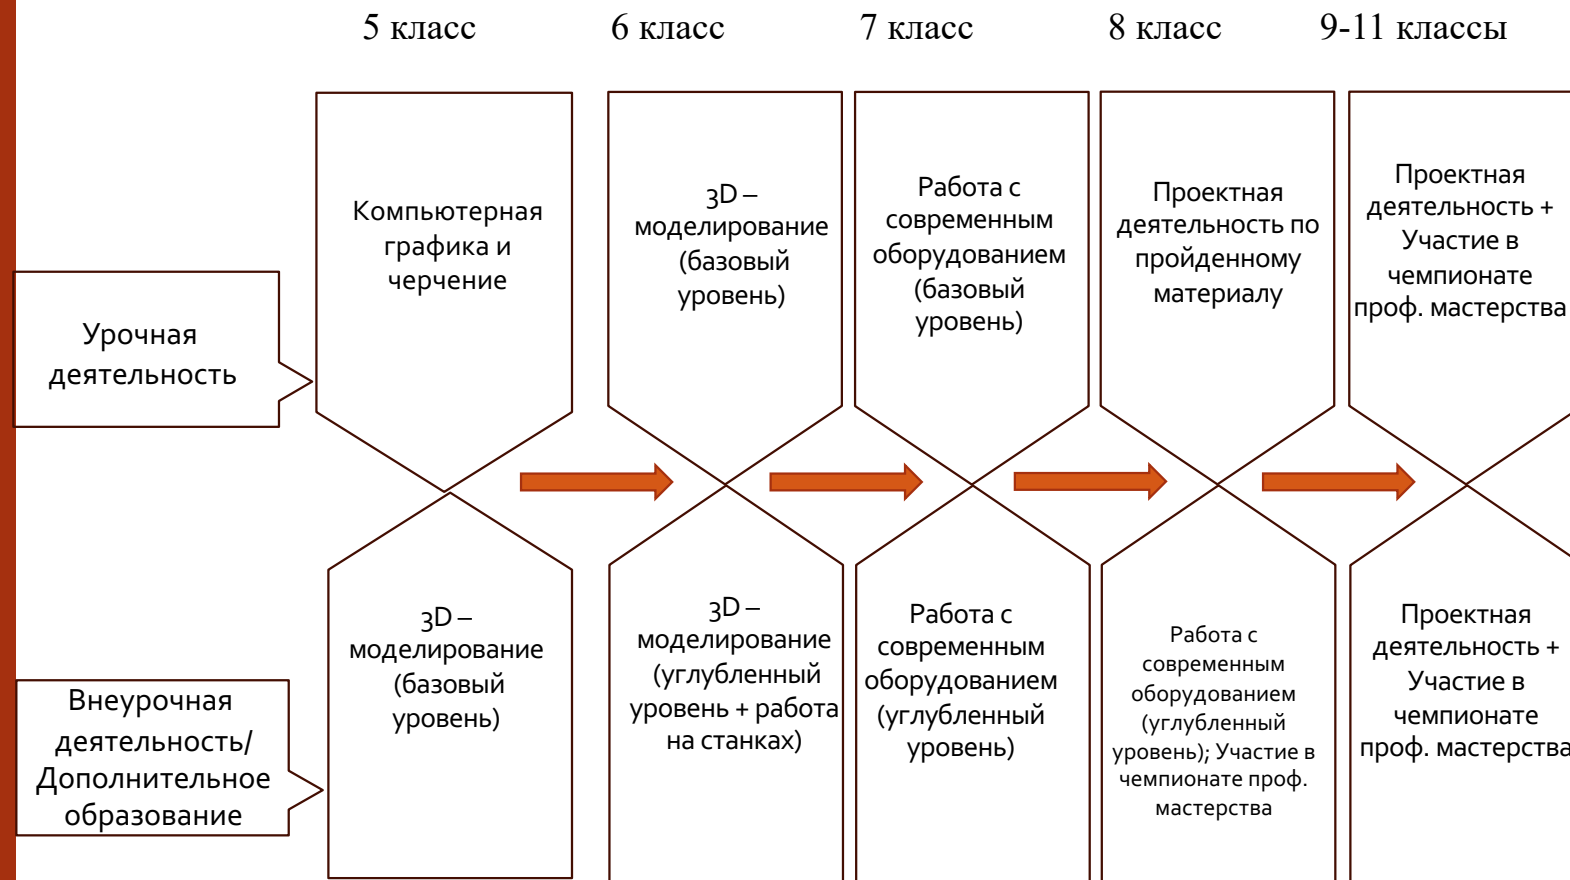 5 класс
6 класс
7 класс
8 класс
9-11 классы
Урочная
деятельность
Компьютерная
графика и
черчение
3D –
моделирование
(базовый
уровень)
Работа с
современным
оборудованием
(базовый
уровень)
Проектная
деятельность по
пройденному
материалу
Проектная
деятельность +
Участие в
чемпионате
проф. мастерства
Внеурочная
деятельность/
Дополнительное
образование
3D –
моделирование
(базовый
уровень)
3D –
моделирование
(углубленный
уровень + работа
на станках)
Работа с
современным
оборудованием
(углубленный
уровень)
Работа с
современным
оборудованием
(углубленный
уровень); Участие в
чемпионате проф.
мастерства
Проектная
деятельность +
Участие в
чемпионате
проф. мастерства